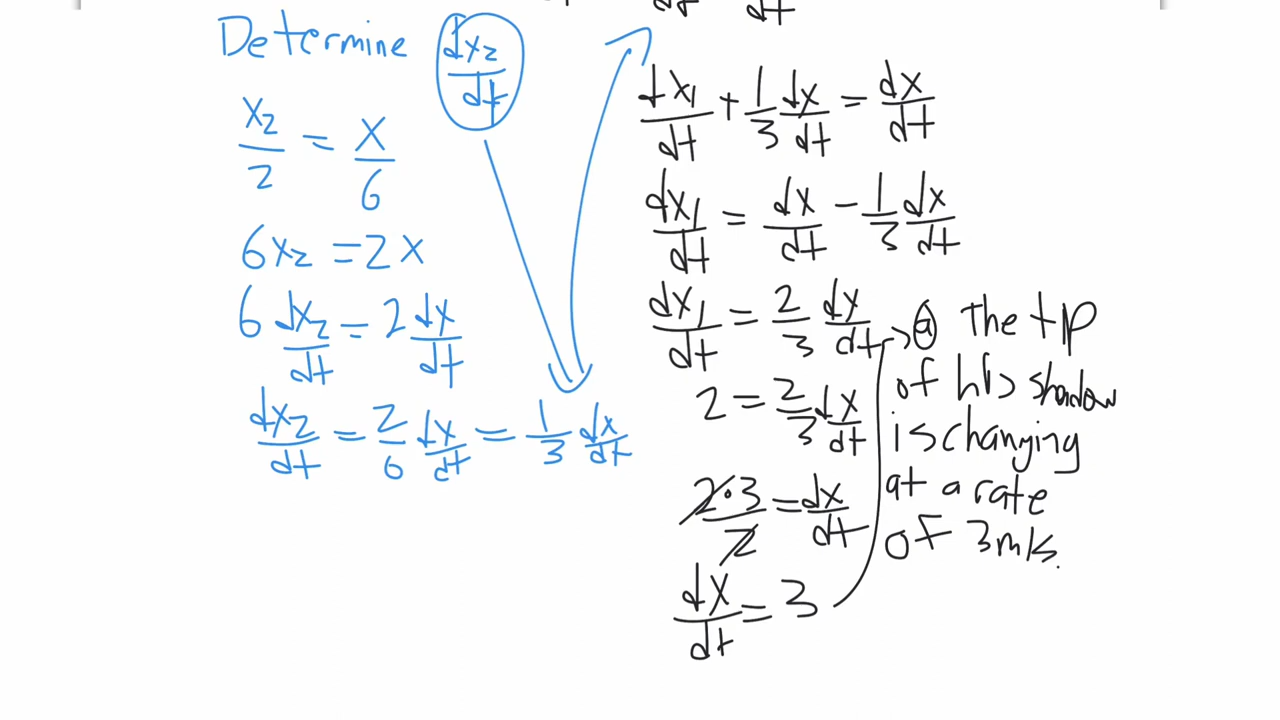 Determine dx₂/dt
x₂/2 = x/6
6x₂ = 2x
6 dx₂/dt = 2 dx/dt
dx₂/dt = 2/6 dx/dt = 1/3 dx/dt
dt dt
dx₁/dt + 1/3 dx/dt = dx/dt
dx₁/dt = dx/dt - 1/3 dx/dt
dx₁/dt = 2/3 dx/dt
2 = 2/3 dx/dt
2·3/2 = dx/dt
dx/dt = 3
→ ⓐ the tip
of his shadow
is changing
at a rate
of 3m/s.